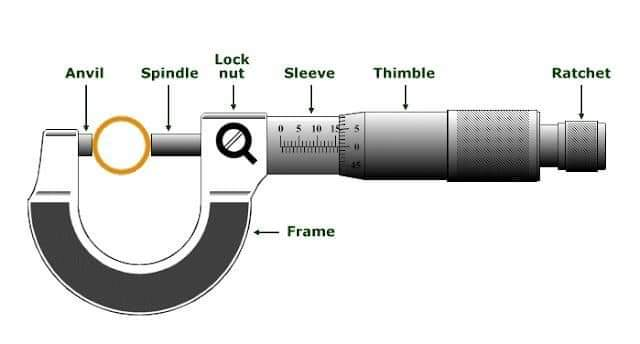 Lock
Anvil Spindle nut Sleeve Thimble Ratchet
0 5 10 15
5
0
45
Frame